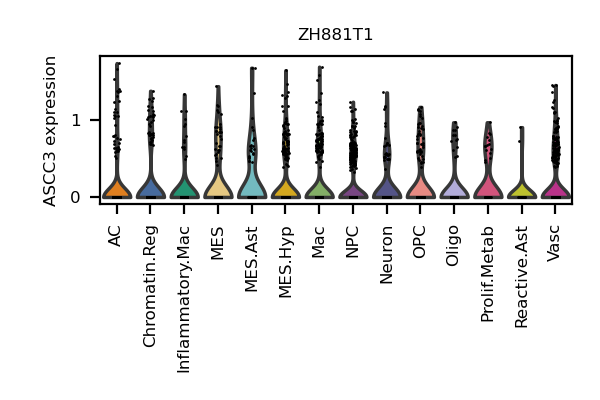 ZH881T1
ASCC3 expression
1
0
AC
Chromatin.Reg
Inflammatory.Mac
MES
MES.Ast
MES.Hyp
Mac
NPC
Neuron
OPC
Oligo
Prolif.Metab
Reactive.Ast
Vasc